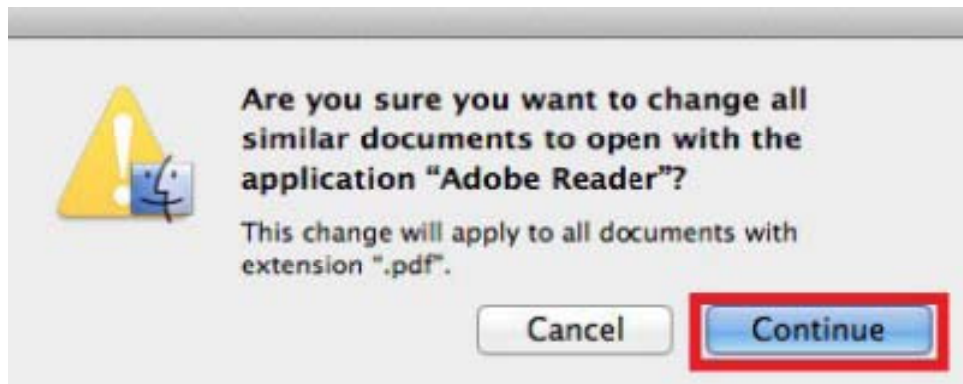 Are you sure you want to change all
similar documents to open with the
application “Adobe Reader”?
This change will apply to all documents with
extension “.pdf”.
Cancel
Continue